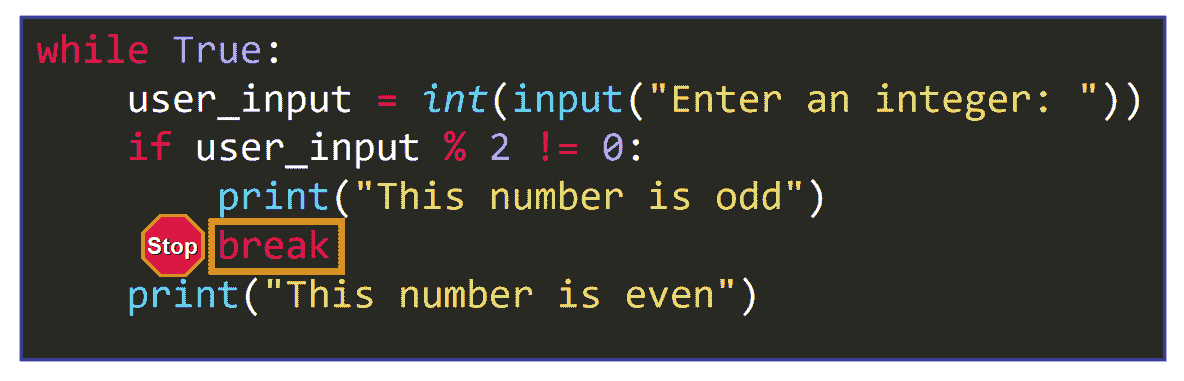 while True:
    user_input = int(input("Enter an integer: "))
    if user_input % 2 != 0:
        print("This number is odd")
Stop break
    print("This number is even")